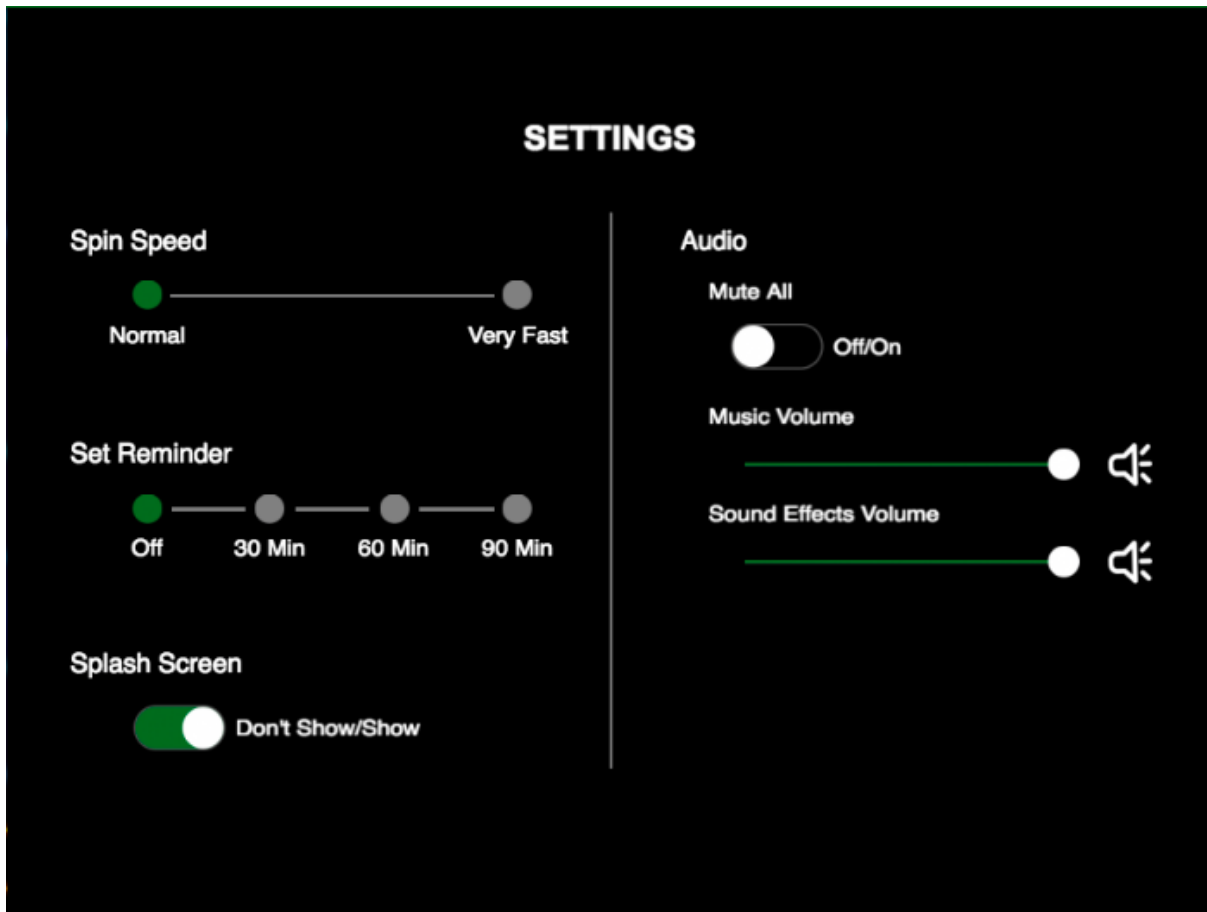 SETTINGS
Spin Speed
Normal
Very Fast
Set Reminder
Off
30 Min
60 Min
90 Min
Splash Screen
Don't Show/Show
Audio
Mute All
Off/On
Music Volume
Sound Effects Volume